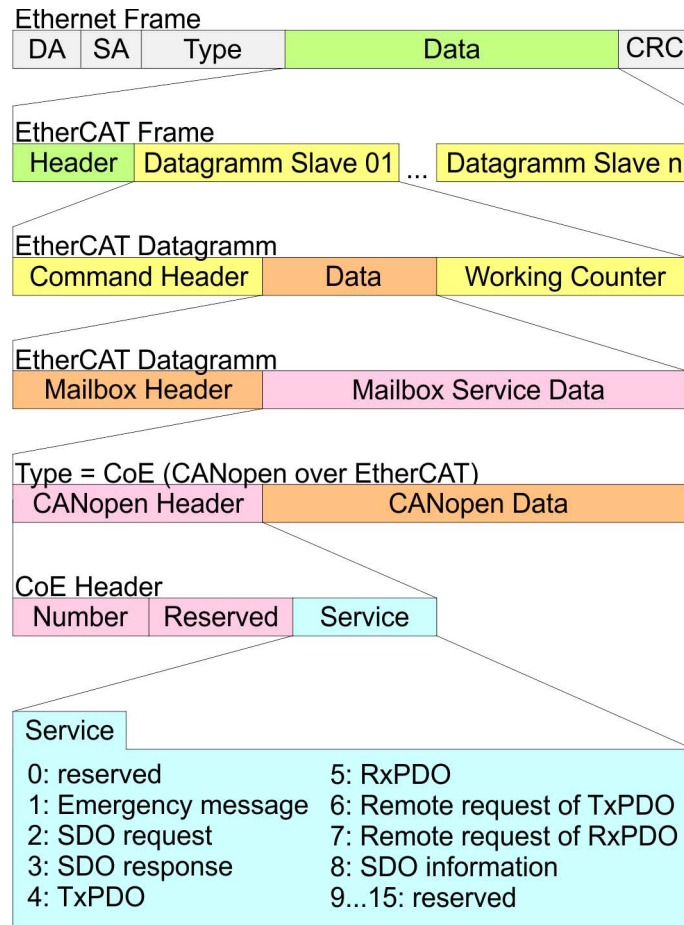 Ethernet Frame
DA SA Type Data CRC
EtherCAT Frame
Header Datagramm Slave 01 ... Datagramm Slave n
EtherCAT Datagramm
Command Header Data Working Counter
EtherCAT Datagramm
Mailbox Header Mailbox Service Data
Type = CoE (CANopen over EtherCAT)
CANopen Header CANopen Data
CoE Header
Number Reserved Service
Service
0: reserved
1: Emergency message
2: SDO request
3: SDO response
4: TxPDO
5: RxPDO
6: Remote request of TxPDO
7: Remote request of RxPDO
8: SDO information
9...15: reserved